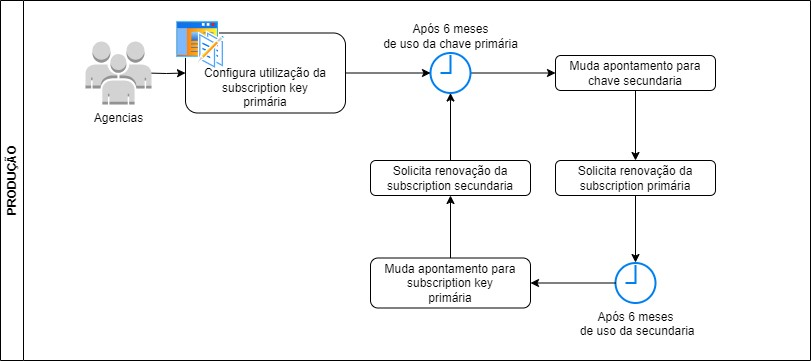 PRODUÇÃO
Agencias
Configura utilização da
subscription key
primária
Após 6 meses
de uso da chave primária
Muda apontamento para
chave secundaria
Solicita renovação da
subscription primária
Após 6 meses
de uso da secundaria
Muda apontamento para
subscription key
primária
Solicita renovação da
subscription secundaria